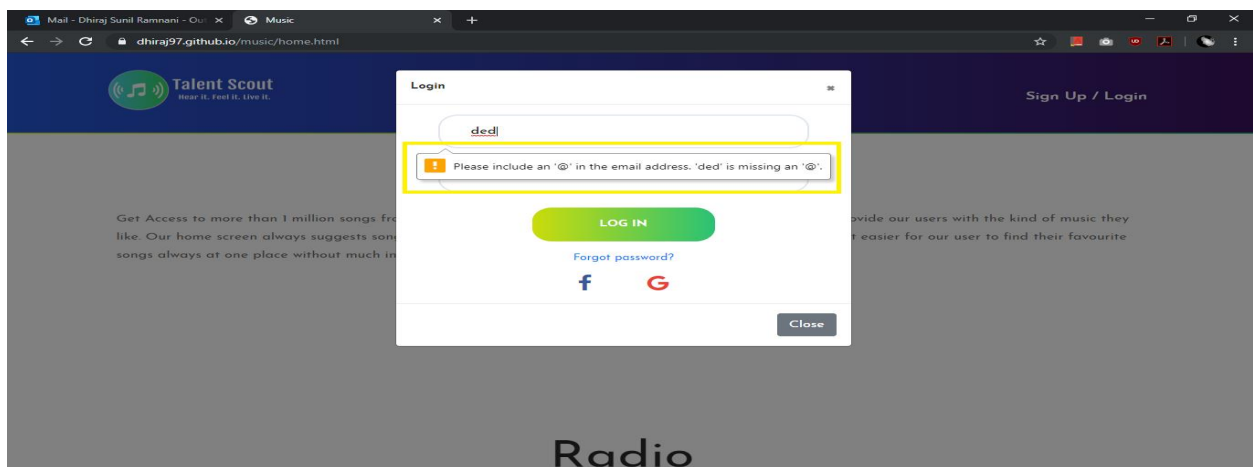 Mail - Dhiraj Sunil Ramnani - Out
Music
dhiraj97.github.io/music/home.html
Talent Scout
Hear it. Feel it. Live it.
Sign Up / Login
Login
ded
Please include an '@' in the email address. 'ded' is missing an '@'.
LOG IN
Forgot password?
Close
Get Access to more than 1 million songs fro
ovide our users with the kind of music they
like. Our home screen always suggests son
t easier for our user to find their favourite
songs always at one place without much in
Radio